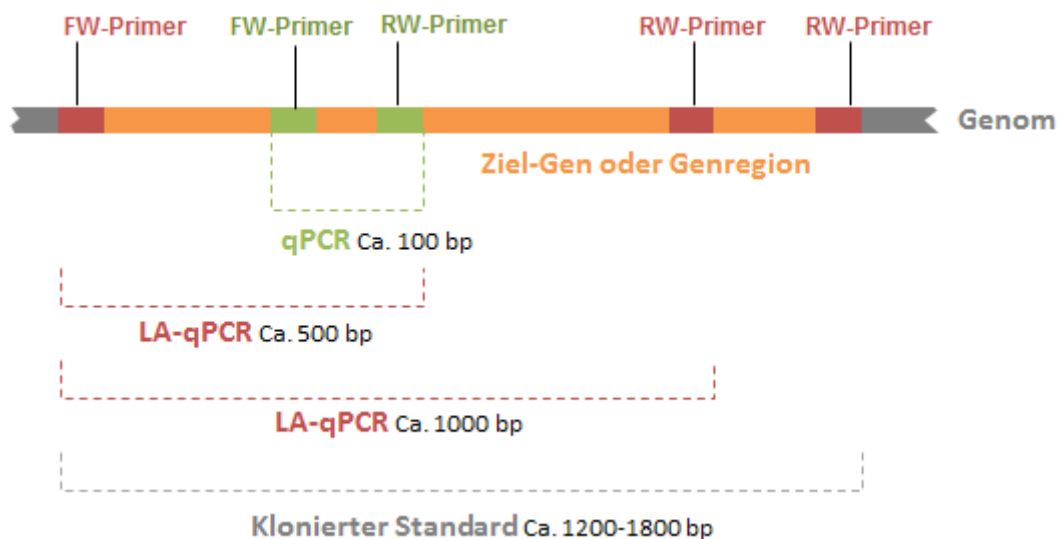 FW-Primer FW-Primer RW-Primer RW-Primer RW-Primer
Genom
Ziel-Gen oder Genregion
qPCR Ca. 100 bp
LA-qPCR Ca. 500 bp
LA-qPCR Ca. 1000 bp
Klonierter Standard Ca. 1200-1800 bp